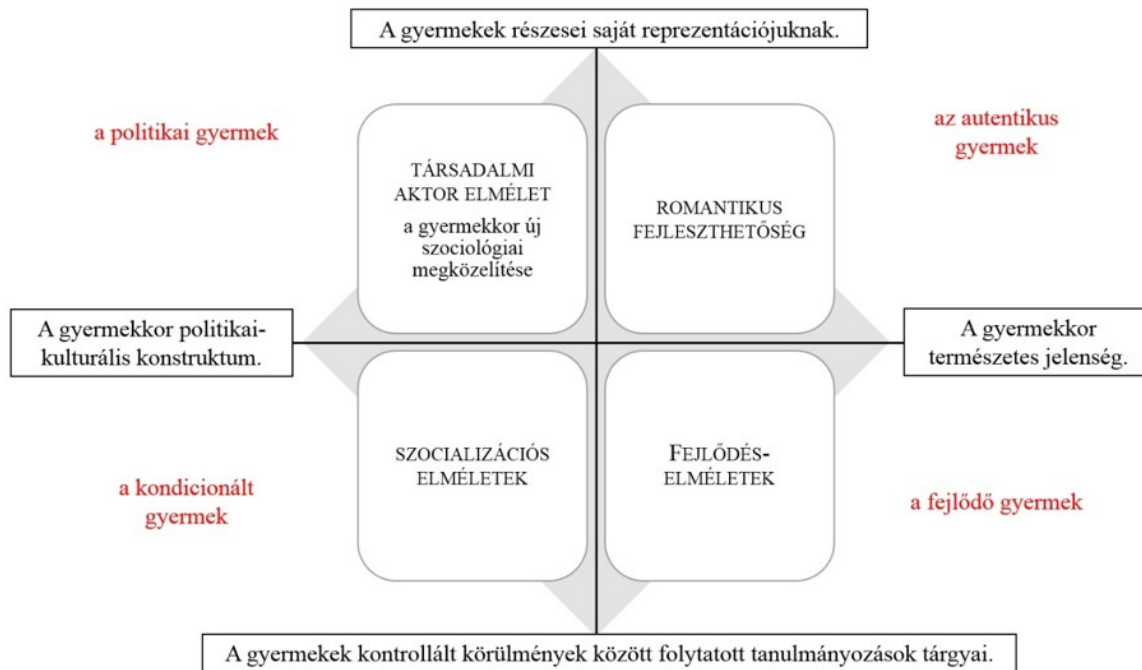 A gyermekek részesei saját reprezentációjuknak.
a politikai gyermek
TÁRSADALMI
AKTOR ELMÉLET
a gyermekkor új
szociológiai
megközelítése
ROMANTIKUS
FEJLESZTHETŐSÉG
az autentikus
gyermek
A gyermekkor politikai-
kulturális konstruktum.
A gyermekkor
természetes jelenség.
a kondicionált
gyermek
SZOCIALIZÁCIÓS
ELMÉLETEK
FEJLŐDÉS-
ELMÉLETEK
a fejlődő gyermek
A gyermekek kontrollált körülmények között folytatott tanulmányozások tárgyai.